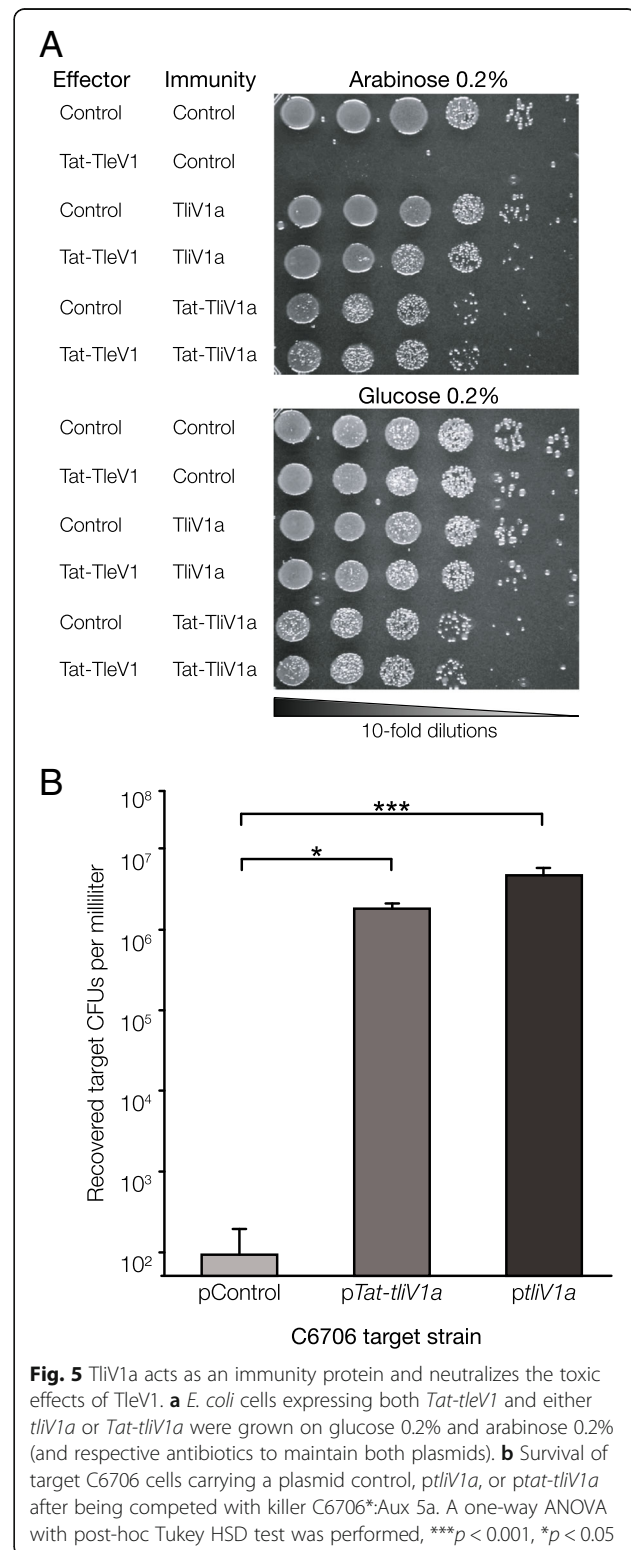 A
Effector Immunity Arabinose 0.2%
Control Control
Tat-TleV1 Control
Control TliV1a
Tat-TleV1 TliV1a
Control Tat-TliV1a
Tat-TleV1 Tat-TliV1a
Glucose 0.2%
Control Control
Tat-TleV1 Control
Control TliV1a
Tat-TleV1 TliV1a
Control Tat-TliV1a
Tat-TleV1 Tat-TliV1a
10-fold dilutions
B
Recovered target CFUs per milliliter
10⁸
***
10⁷
*
10⁶
10⁵
10⁴
10³
10²
pControl pTat-tliV1a ptliV1a
C6706 target strain
Fig. 5 TliV1a acts as an immunity protein and neutralizes the toxic
effects of TleV1. a E. coli cells expressing both Tat-tleV1 and either
tliV1a or Tat-tliV1a were grown on glucose 0.2% and arabinose 0.2%
(and respective antibiotics to maintain both plasmids). b Survival of
target C6706 cells carrying a plasmid control, ptliV1a, or ptat-tliV1a
after being competed with killer C6706*:Aux 5a. A one-way ANOVA
with post-hoc Tukey HSD test was performed, ***p < 0.001, *p < 0.05